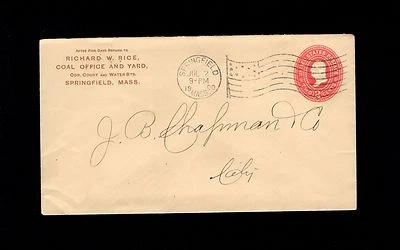 AFTER FIVE DAYS RETURN TO
RICHARD W. RICE,
COAL OFFICE AND YARD,
COR. COURT AND WATER STS.
SPRINGFIELD, MASS.
SPRINGFIELD
JUL 2
9-PM
MASS.
J. B. Chapman & Co
City